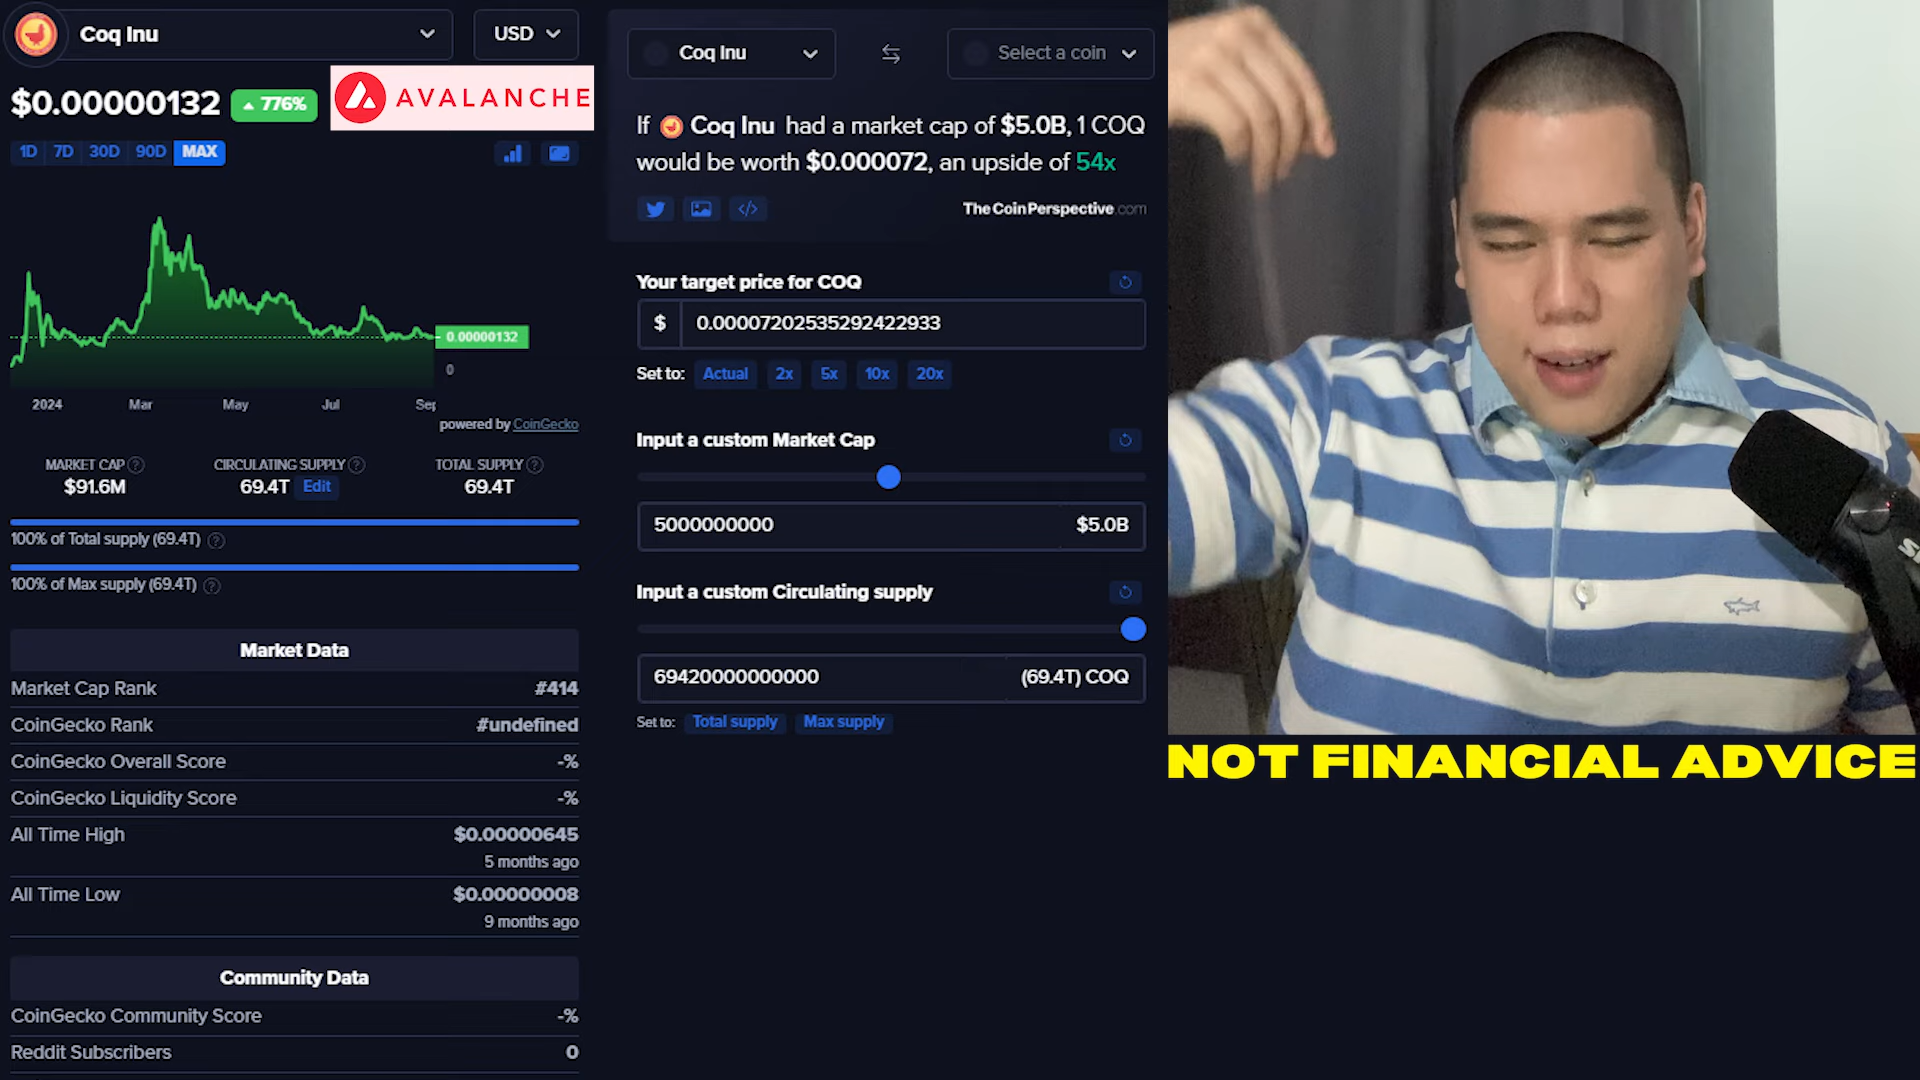 Coq Inu
USD
$0.00000132
776%
AVALANCHE
1D 7D 30D 90D MAX
0.00000132
0
2024 Mar May Jul Sep
powered by CoinGecko
MARKET CAP ?
$91.6M
CIRCULATING SUPPLY ?
69.4T Edit
TOTAL SUPPLY ?
69.4T
100% of Total supply (69.4T) ?
100% of Max supply (69.4T) ?
Market Data
Market Cap Rank #414
CoinGecko Rank #undefined
CoinGecko Overall Score -%
CoinGecko Liquidity Score -%
All Time High $0.00000645
5 months ago
All Time Low $0.00000008
9 months ago
Community Data
CoinGecko Community Score -%
Reddit Subscribers 0
Coq Inu
Select a coin
If Coq Inu had a market cap of $5.0B, 1 COQ
would be worth $0.000072, an upside of 54x
</>
TheCoinPerspective.com
Your target price for COQ
$ 0.00007202535292422933
Set to: Actual 2x 5x 10x 20x
Input a custom Market Cap
5000000000 $5.0B
Input a custom Circulating supply
69420000000000 (69.4T) COQ
Set to: Total supply Max supply
NOT FINANCIAL ADVICE